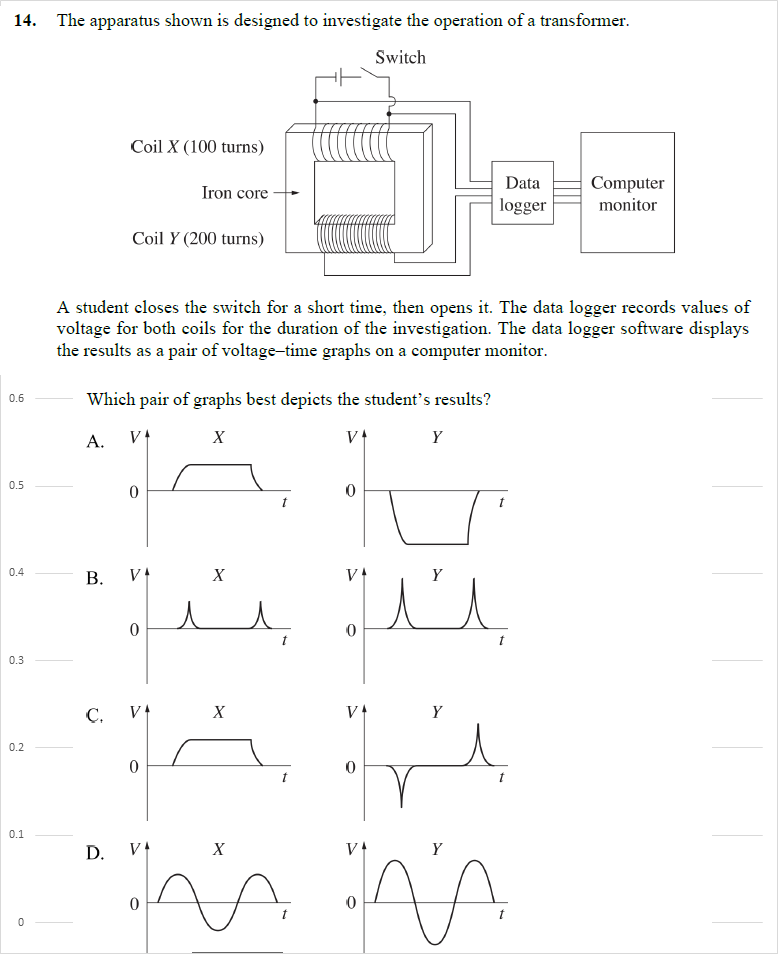 14. The apparatus shown is designed to investigate the operation of a transformer.
Switch
Coil X (100 turns)
Iron core
Coil Y (200 turns)
Data logger
Computer monitor
A student closes the switch for a short time, then opens it. The data logger records values of
voltage for both coils for the duration of the investigation. The data logger software displays
the results as a pair of voltage–time graphs on a computer monitor.
0.6
Which pair of graphs best depicts the student's results?
A. V X V Y
0.5
0 t 0 t
0.4
B. V X V Y
0 t 0 t
0.3
C. V X V Y
0.2
0 t 0 t
0.1
D. V X V Y
0 t 0 t
0